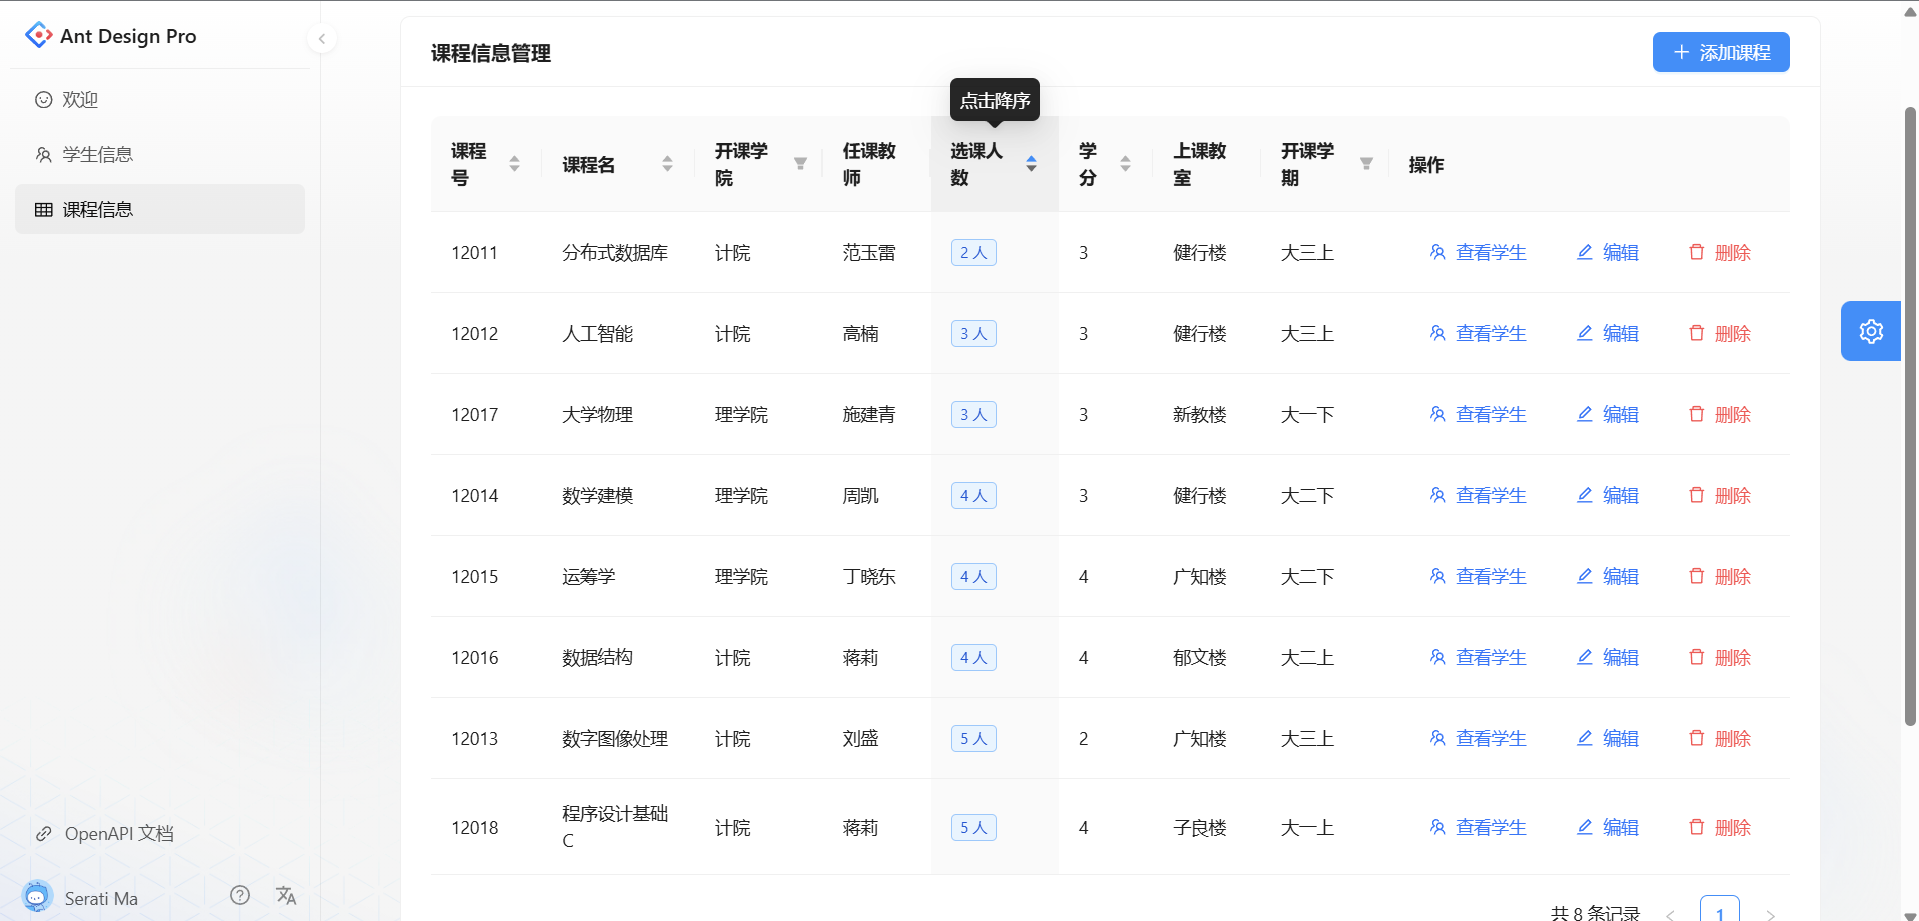 Ant Design Pro
欢迎
学生信息
课程信息
OpenAPI 文档
Serati Ma
课程信息管理
添加课程
点击降序
课程号 课程名 开课学院 任课教师 选课人数 学分 上课教室 开课学期 操作
12011 分布式数据库 计院 范玉雷 2 人 3 健行楼 大三上 查看学生 编辑 删除
12012 人工智能 计院 高楠 3 人 3 健行楼 大三上 查看学生 编辑 删除
12017 大学物理 理学院 施建青 3 人 3 新教楼 大一下 查看学生 编辑 删除
12014 数学建模 理学院 周凯 4 人 3 健行楼 大二下 查看学生 编辑 删除
12015 运筹学 理学院 丁晓东 4 人 4 广知楼 大二下 查看学生 编辑 删除
12016 数据结构 计院 蒋莉 4 人 4 郁文楼 大二上 查看学生 编辑 删除
12013 数字图像处理 计院 刘盛 5 人 2 广知楼 大三上 查看学生 编辑 删除
12018 程序设计基础C 计院 蒋莉 5 人 4 子良楼 大一上 查看学生 编辑 删除
共 8 条记录 1